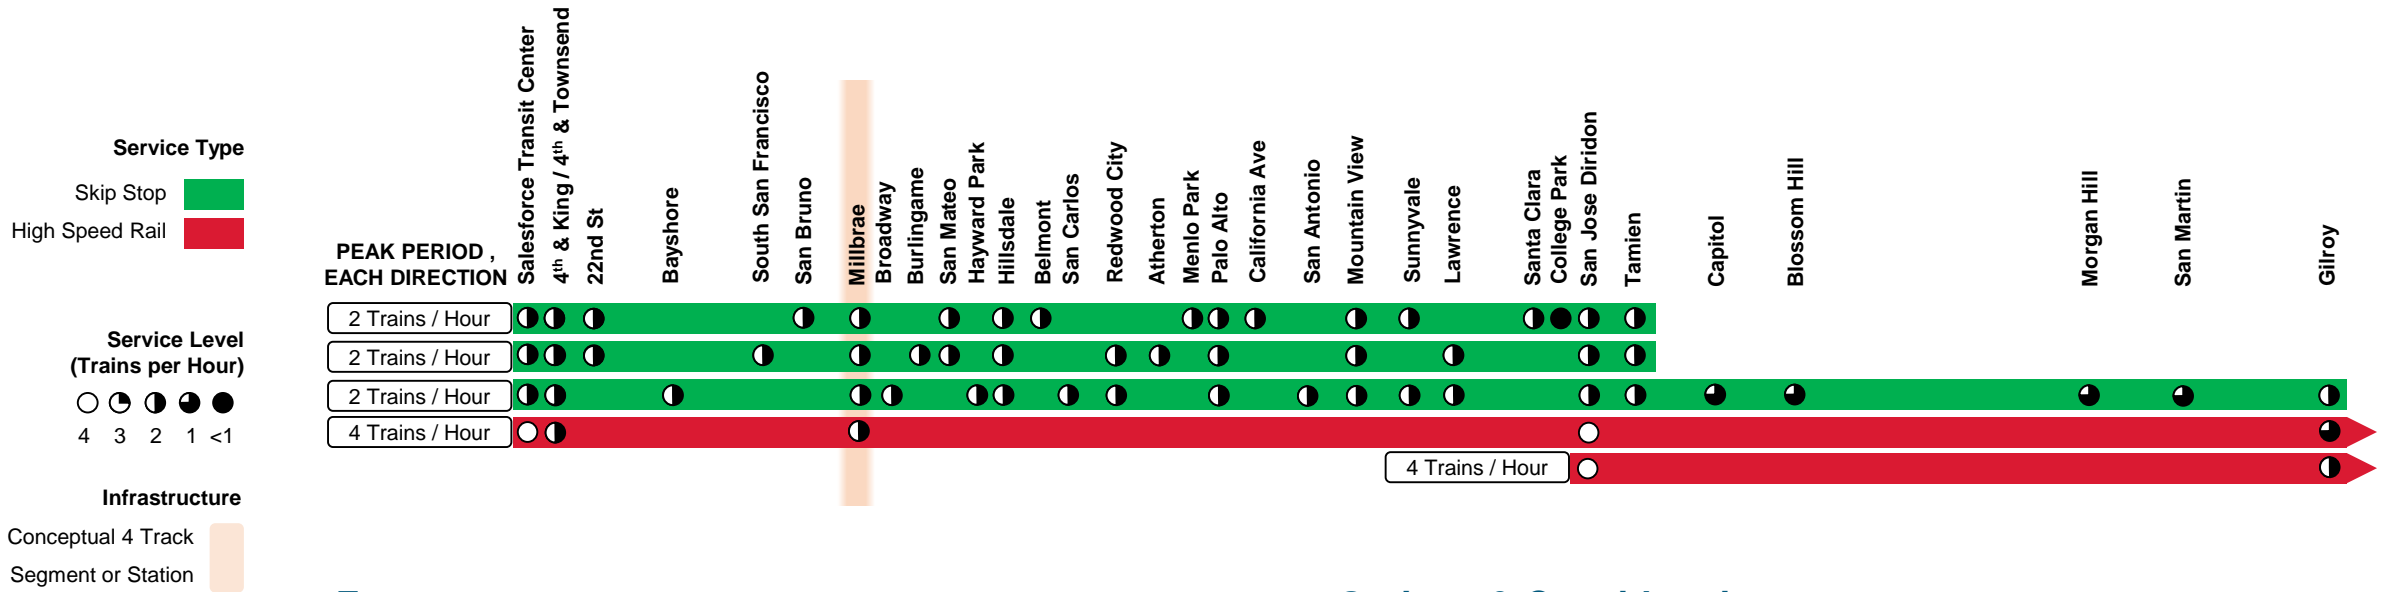 Service Type
Skip Stop
High Speed Rail
Service Level
(Trains per Hour)
4 3 2 1 <1
Infrastructure
Conceptual 4 Track
Segment or Station
PEAK PERIOD ,
EACH DIRECTION
Salesforce Transit Center
4th & King / 4th & Townsend
22nd St
Bayshore
South San Francisco
San Bruno
Millbrae
Broadway
Burlingame
San Mateo
Hayward Park
Hillsdale
Belmont
San Carlos
Redwood City
Atherton
Menlo Park
Palo Alto
California Ave
San Antonio
Mountain View
Sunnyvale
Lawrence
Santa Clara
College Park
San Jose Diridon
Tamien
Capitol
Blossom Hill
Morgan Hill
San Martin
Gilroy
2 Trains / Hour
2 Trains / Hour
2 Trains / Hour
4 Trains / Hour
4 Trains / Hour